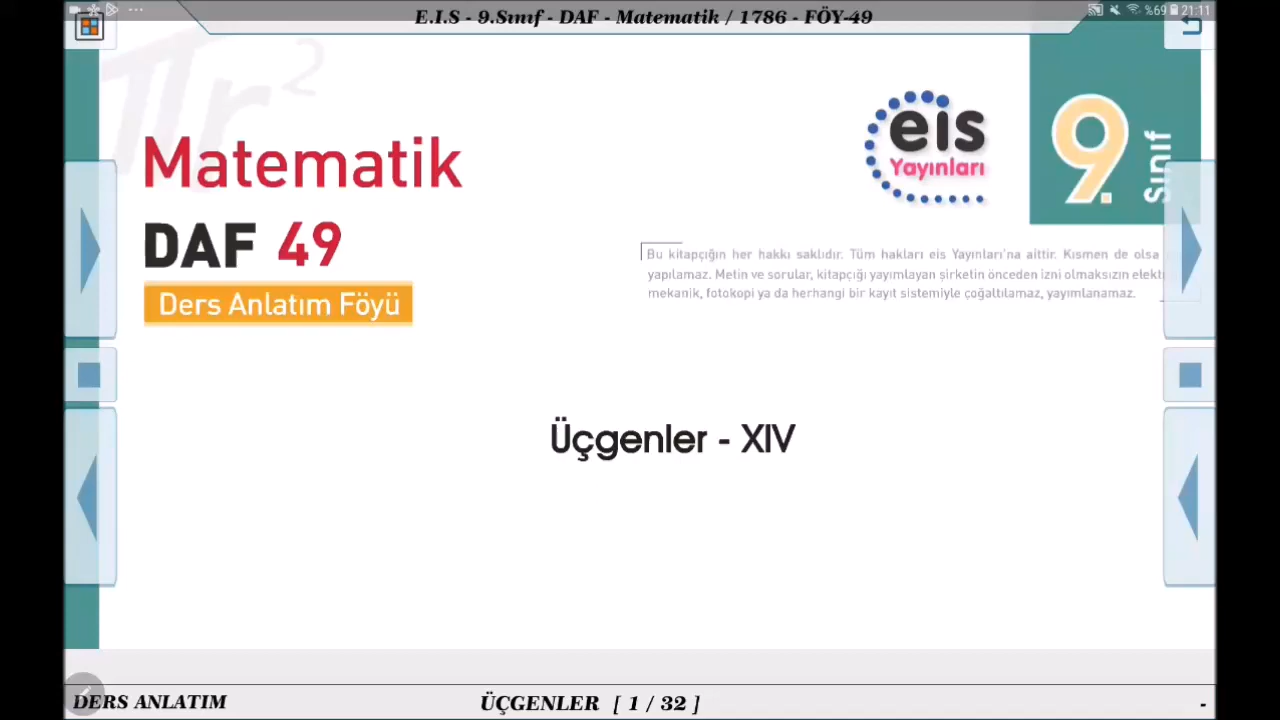 E.I.S - 9.Sınıf - DAF - Matematik / 1786 - FÖY-49
%69 21:11
πr²
Matematik
DAF 49
Ders Anlatım Föyü
eis
Yayınları
9.
Sınıf
Bu kitapçığın her hakkı saklıdır. Tüm hakları eis Yayınları'na aittir. Kısmen de olsa
yapılamaz. Metin ve sorular, kitapçığı yayımlayan şirketin önceden izni olmaksızın elekt
mekanik, fotokopi ya da herhangi bir kayıt sistemiyle çoğaltılamaz, yayımlanamaz.
Üçgenler - XIV
DERS ANLATIM ÜÇGENLER [ 1 / 32 ] -